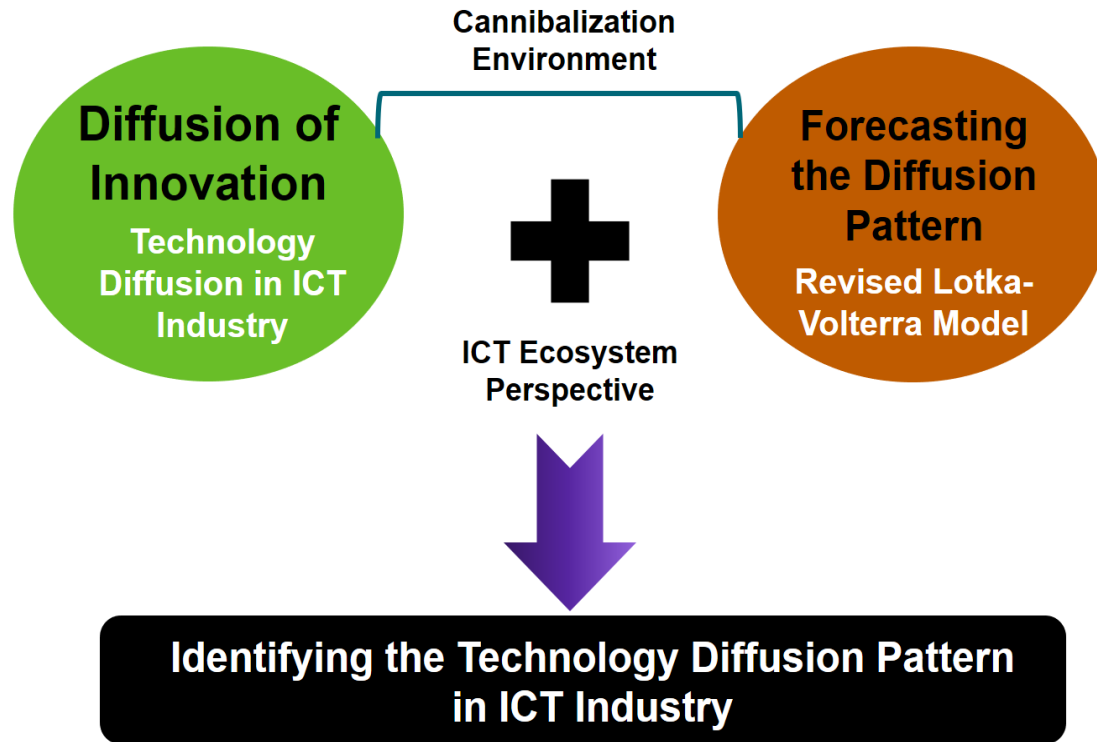 Cannibalization
Environment
Diffusion of
Innovation
Technology
Diffusion in ICT
Industry
Forecasting
the Diffusion
Pattern
Revised Lotka-
Volterra Model
ICT Ecosystem
Perspective
Identifying the Technology Diffusion Pattern
in ICT Industry